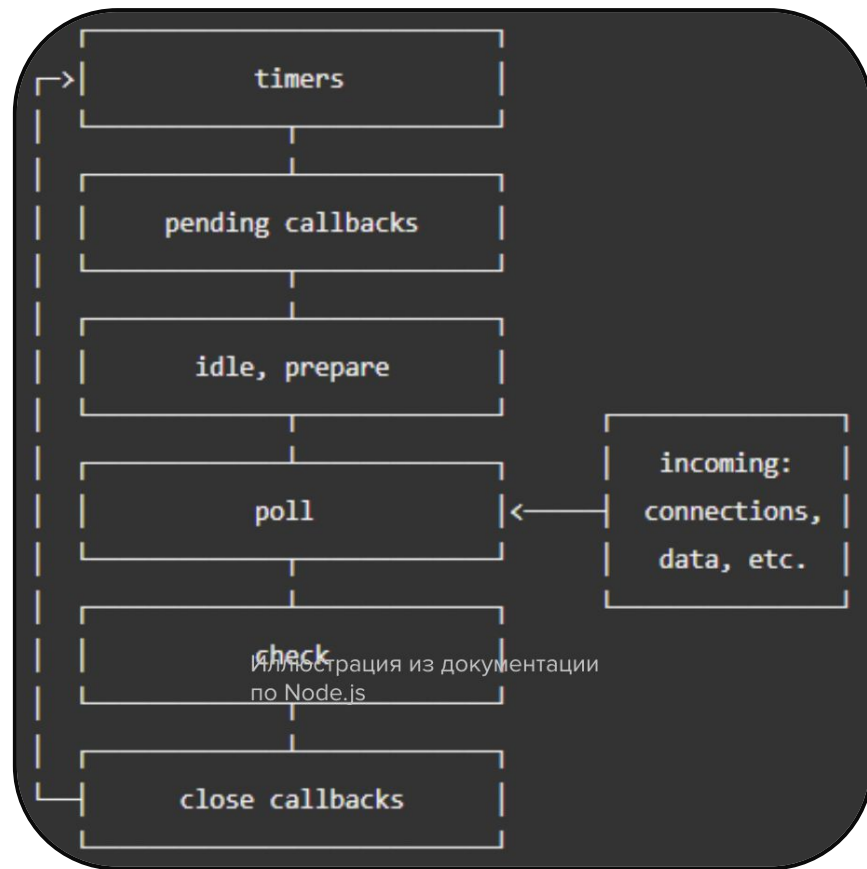 timers
pending callbacks
idle, prepare
incoming:
poll
connections,
data, etc.
check
Иллюстрация из документации
по Node.js
close callbacks